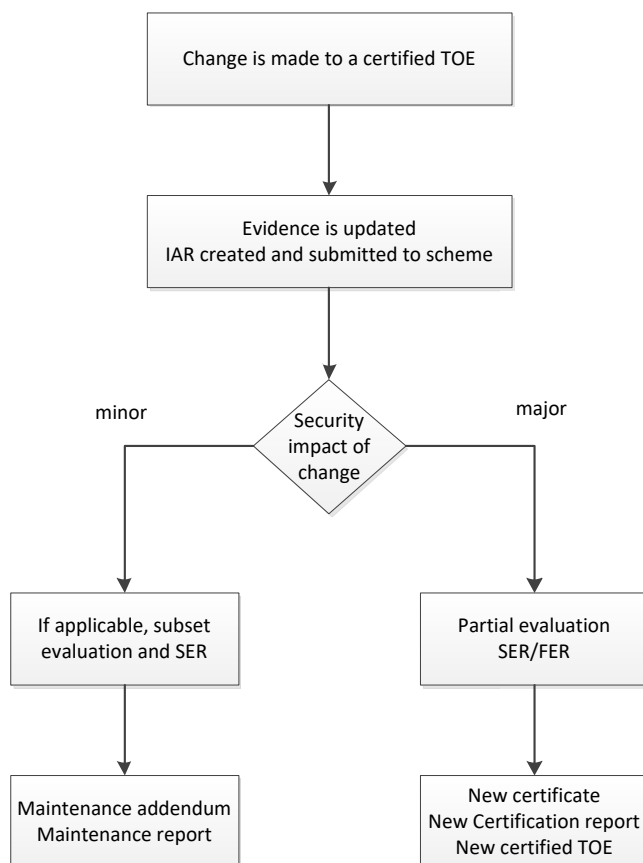 Change is made to a certified TOE
Evidence is updated
IAR created and submitted to scheme
minor
major
Security
impact of
change
If applicable, subset
evaluation and SER
Partial evaluation
SER/FER
Maintenance addendum
Maintenance report
New certificate
New Certification report
New certified TOE